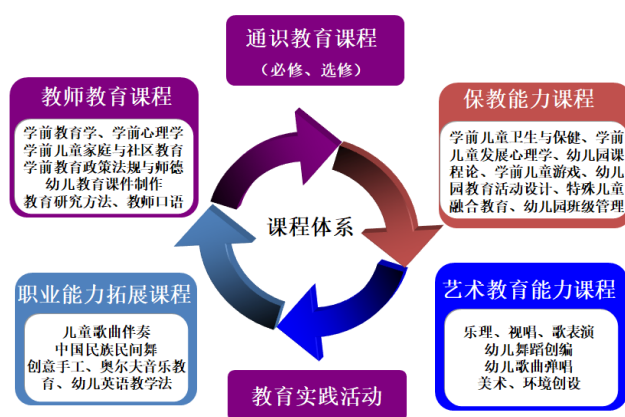 通识教育课程
（必修、选修）
教师教育课程
学前教育学、学前心理学
学前儿童家庭与社区教育
学前教育政策法规与师德
幼儿教育课件制作
教育研究方法、教师口语
保教能力课程
学前儿童卫生与保健、学前
儿童发展心理学、幼儿园课
程论、学前儿童游戏、幼儿
园教育活动设计、特殊儿童
融合教育、幼儿园班级管理
课程体系
职业能力拓展课程
儿童歌曲伴奏
中国民族民间舞
创意手工、奥尔夫音乐教
育、幼儿英语教学法
艺术教育能力课程
乐理、视唱、歌表演
幼儿舞蹈创编
幼儿歌曲弹唱
美术、环境创设
教育实践活动